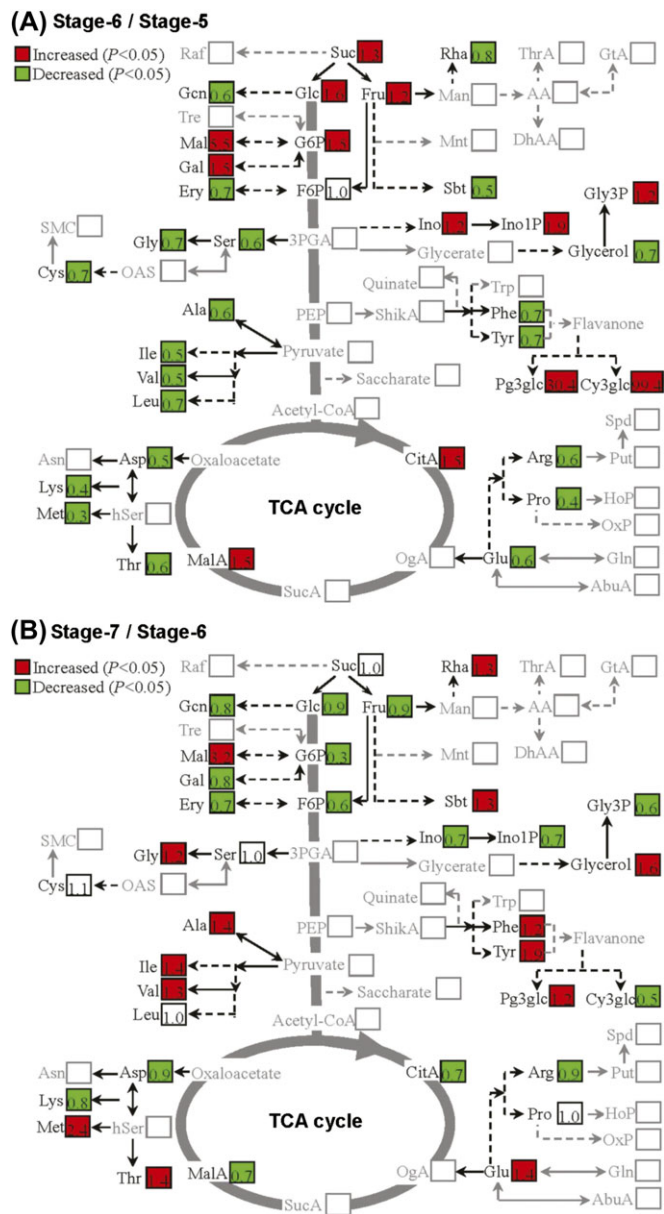 (A) Stage-6 / Stage-5
Increased (P<0.05)
Decreased (P<0.05)
Raf Suc 1.3 Rha 0.8 ThrA GtA
Gcn 0.6 Glc 1.6 Fru 1.2 Man AA
Tre
Mal 5.5 G6P 1.5 Mnt DhAA
Gal 1.5
Ery 0.7 F6P 1.0 Sbt 0.5 Gly3P 1.2
SMC Gly 0.7 Ser 0.6 3PGA Ino 1.2 Ino1P 1.9
Glycerate Glycerol 0.7
Cys 0.7 OAS
Quinate Trp
Ala 0.6 PEP ShikA Phe 0.7 Flavanone
Ile 0.5 Pyruvate Tyr 0.7
Val 0.5 Saccharate Pg3glc 30.4 Cy3glc 99.4
Leu 0.7
Acetyl-CoA Spd
Asn Asp 0.5 Oxaloacetate CitA 1.5 Arg 0.6 Put
Lys 0.4
Met 0.3 hSer TCA cycle Pro 0.4 HoP
OxP
Thr 0.6 MalA 1.5 OgA Glu 0.6 Gln
SucA AbuA
(B) Stage-7 / Stage-6
Increased (P<0.05)
Decreased (P<0.05)
Raf Suc 1.0 Rha 1.3 ThrA GtA
Gcn 0.8 Glc 0.9 Fru 0.9 Man AA
Tre
Mal 3.2 G6P 0.3 Mnt DhAA
Gal 0.8
Ery 0.7 F6P 0.6 Sbt 1.3 Gly3P 0.6
SMC Gly 1.2 Ser 1.0 3PGA Ino 0.7 Ino1P 0.7
Glycerate Glycerol 1.6
Cys 1.1 OAS
Quinate Trp
Ala 1.4 PEP ShikA Phe 1.2 Flavanone
Ile 1.4 Pyruvate Tyr 1.9
Val 1.3 Saccharate Pg3glc 1.2 Cy3glc 0.5
Leu 1.0
Acetyl-CoA Spd
Asn Asp 0.9 Oxaloacetate CitA 0.7 Arg 0.9 Put
Lys 0.8
Met 2.4 hSer TCA cycle Pro 1.0 HoP
OxP
Thr 1.4 MalA 0.7 OgA Glu 1.4 Gln
SucA AbuA